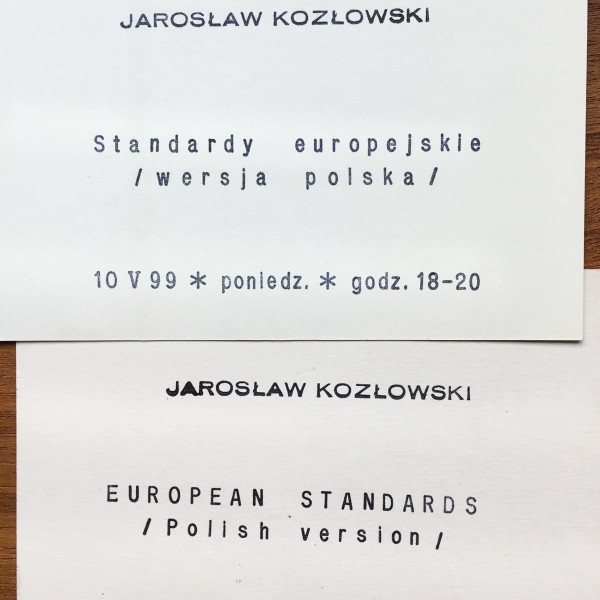 JAROSŁAW KOZŁOWSKI
Standardy europejskie
/wersja polska/
10 V 99 * poniedz. * godz. 18-20
JAROSŁAW KOZŁOWSKI
EUROPEAN STANDARDS
/Polish version/